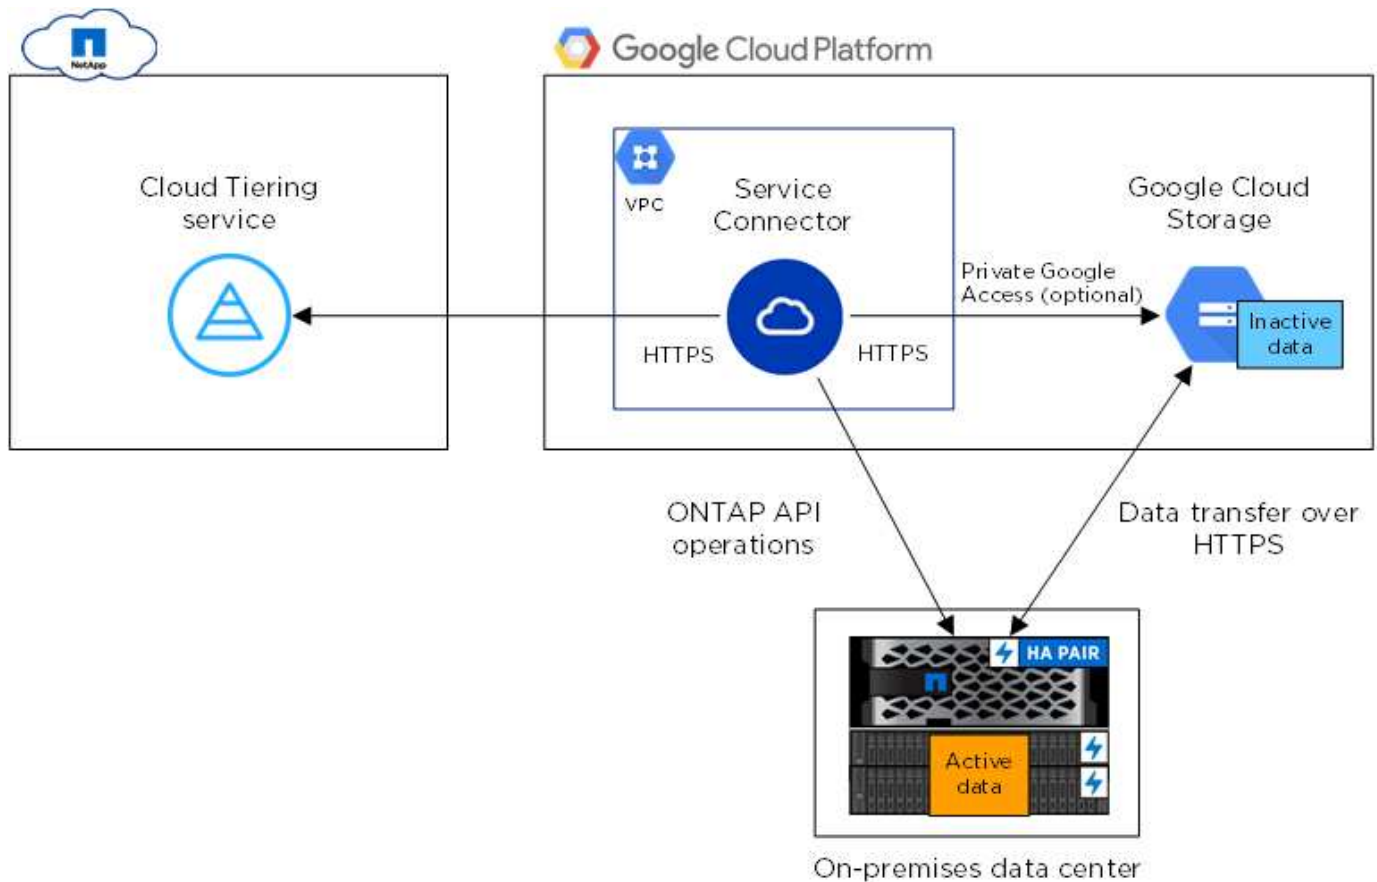 NetApp
Google Cloud Platform
Cloud Tiering
service
VPC
Service
Connector
Google Cloud
Storage
Private Google
Access (optional)
Inactive
data
HTTPS
HTTPS
ONTAP API
operations
Data transfer over
HTTPS
HA PAIR
Active
data
On-premises data center